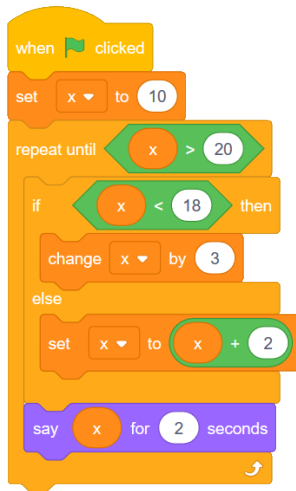 when clicked
set x to 10
repeat until x > 20
if x < 18 then
change x by 3
else
set x to x + 2
say x for 2 seconds